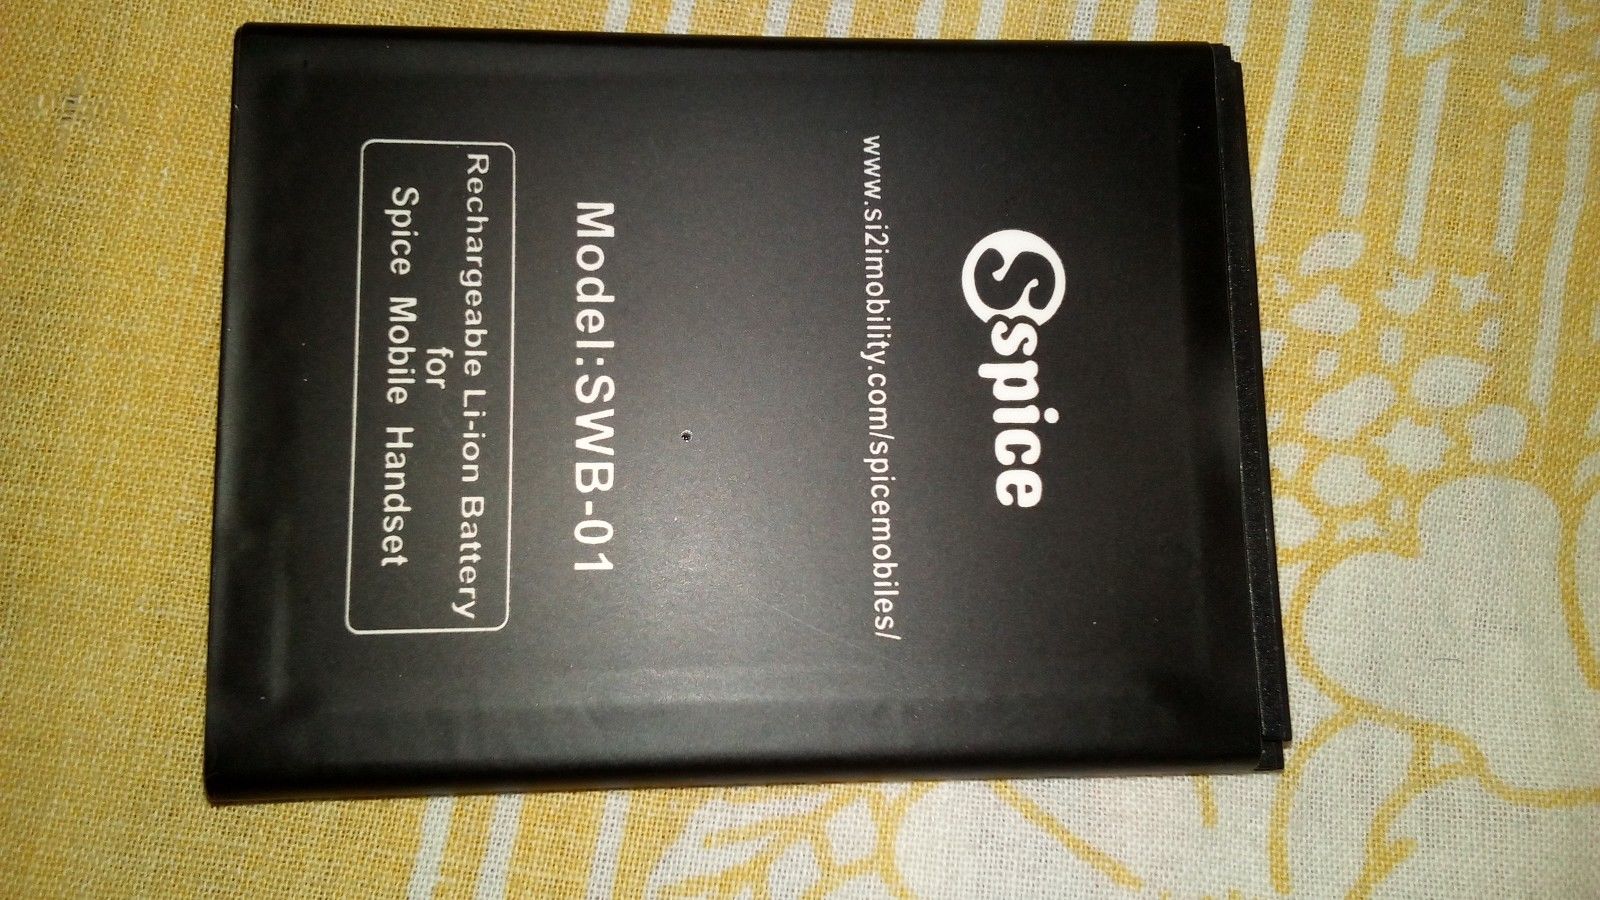 Spice
www.si2imobility.com/spicemobiles/
Model:SWB-01
Rechargeable Li-ion Battery
for
Spice Mobile Handset